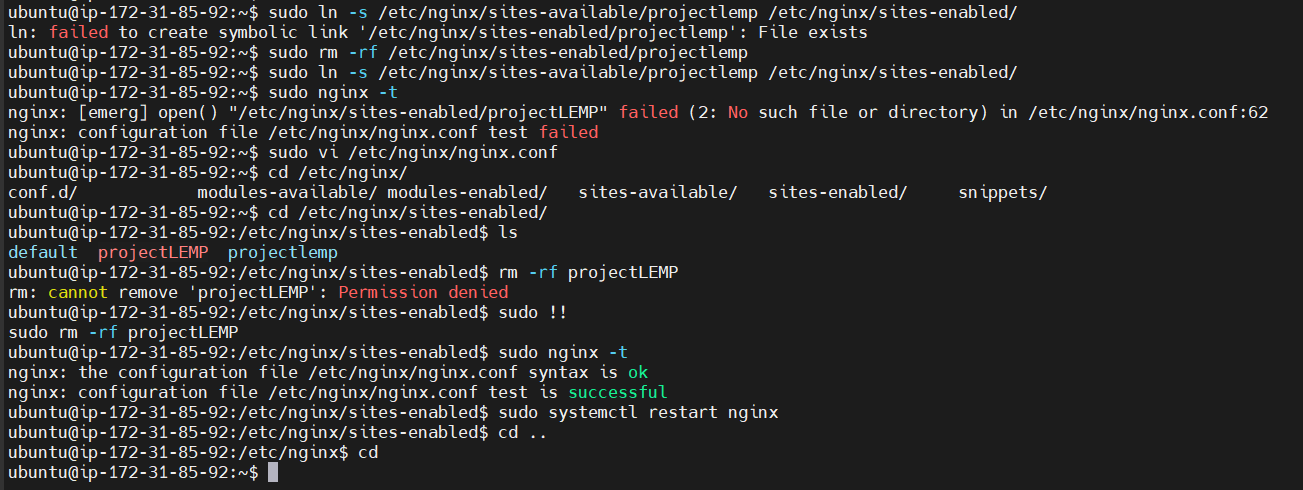 ubuntu@ip-172-31-85-92:~$ sudo ln -s /etc/nginx/sites-available/projectlemp /etc/nginx/sites-enabled/
ln: failed to create symbolic link '/etc/nginx/sites-enabled/projectlemp': File exists
ubuntu@ip-172-31-85-92:~$ sudo rm -rf /etc/nginx/sites-enabled/projectlemp
ubuntu@ip-172-31-85-92:~$ sudo ln -s /etc/nginx/sites-available/projectlemp /etc/nginx/sites-enabled/
ubuntu@ip-172-31-85-92:~$ sudo nginx -t
nginx: [emerg] open() "/etc/nginx/sites-enabled/projectLEMP" failed (2: No such file or directory) in /etc/nginx/nginx.conf:62
nginx: configuration file /etc/nginx/nginx.conf test failed
ubuntu@ip-172-31-85-92:~$ sudo vi /etc/nginx/nginx.conf
ubuntu@ip-172-31-85-92:~$ cd /etc/nginx/
conf.d/            modules-available/ modules-enabled/   sites-available/   sites-enabled/     snippets/
ubuntu@ip-172-31-85-92:~$ cd /etc/nginx/sites-enabled/
ubuntu@ip-172-31-85-92:/etc/nginx/sites-enabled$ ls
default  projectLEMP  projectlemp
ubuntu@ip-172-31-85-92:/etc/nginx/sites-enabled$ rm -rf projectLEMP
rm: cannot remove 'projectLEMP': Permission denied
ubuntu@ip-172-31-85-92:/etc/nginx/sites-enabled$ sudo !!
sudo rm -rf projectLEMP
ubuntu@ip-172-31-85-92:/etc/nginx/sites-enabled$ sudo nginx -t
nginx: the configuration file /etc/nginx/nginx.conf syntax is ok
nginx: configuration file /etc/nginx/nginx.conf test is successful
ubuntu@ip-172-31-85-92:/etc/nginx/sites-enabled$ sudo systemctl restart nginx
ubuntu@ip-172-31-85-92:/etc/nginx/sites-enabled$ cd ..
ubuntu@ip-172-31-85-92:/etc/nginx$ cd
ubuntu@ip-172-31-85-92:~$